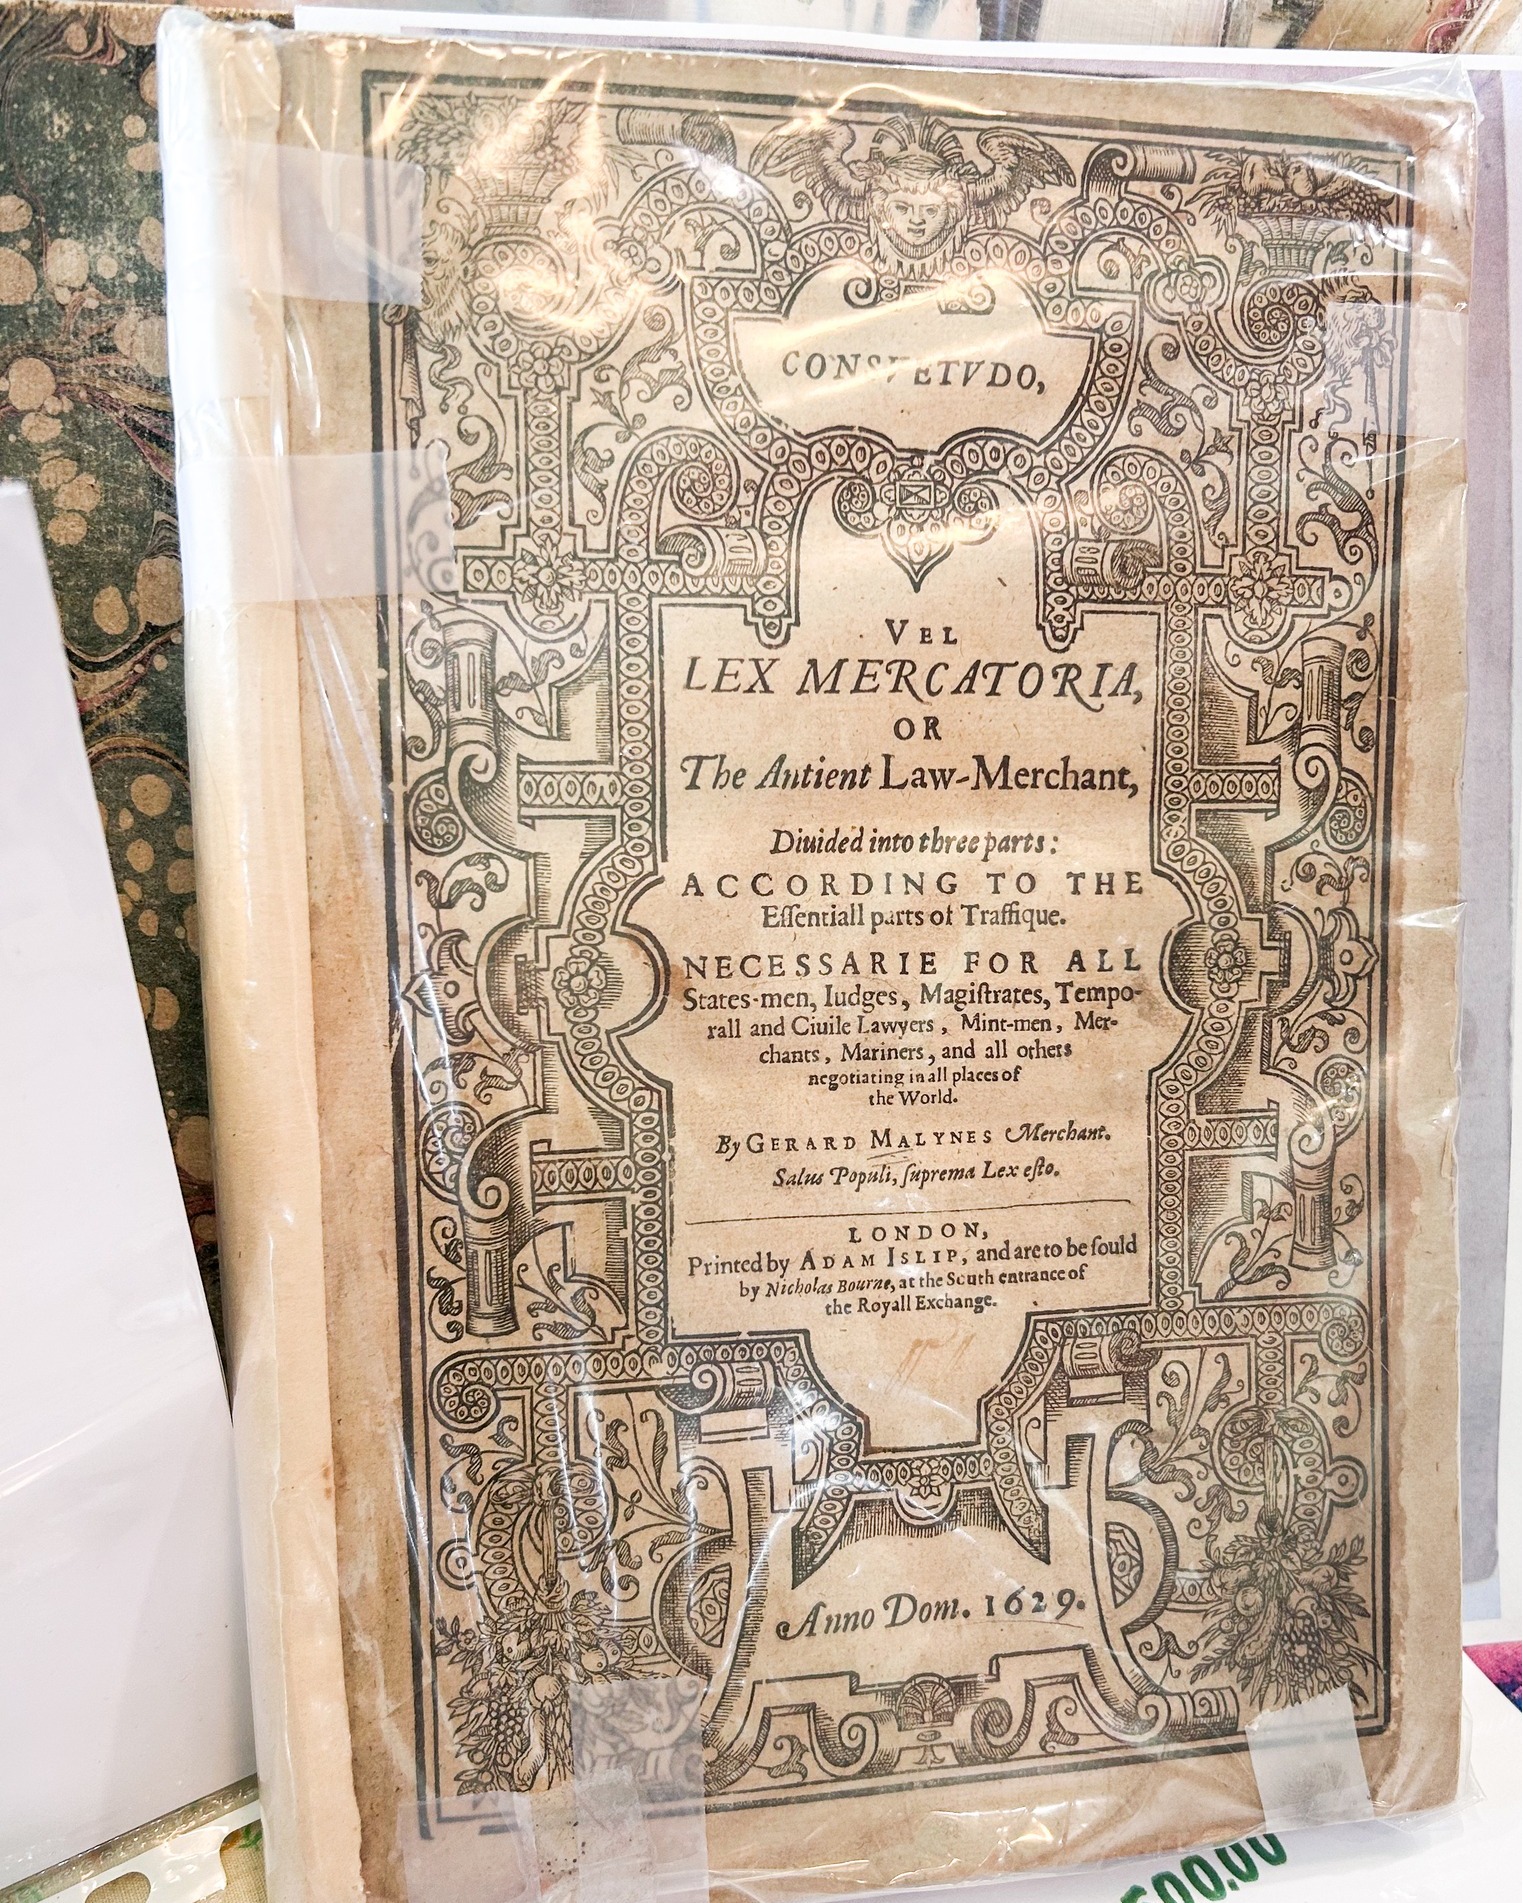 CONSVETVDO,
VEL
LEX MERCATORIA,
OR
The Antient Law-Merchant,
Diuided into three parts:
ACCORDING TO THE
Eſſentiall parts of Traffique.
NECESSARIE FOR ALL
States-men, Iudges, Magiſtrates, Tempo-
rall and Ciuile Lawyers, Mint-men, Mer-
chants, Mariners, and all others
negotiating in all places of
the World.
By GERARD MALYNES Merchant.
Salus Populi, ſuprema Lex eſto.
LONDON,
Printed by ADAM ISLIP, and are to be ſould
by Nicholas Bourne, at the South entrance of
the Royall Exchange.
Anno Dom. 1629.